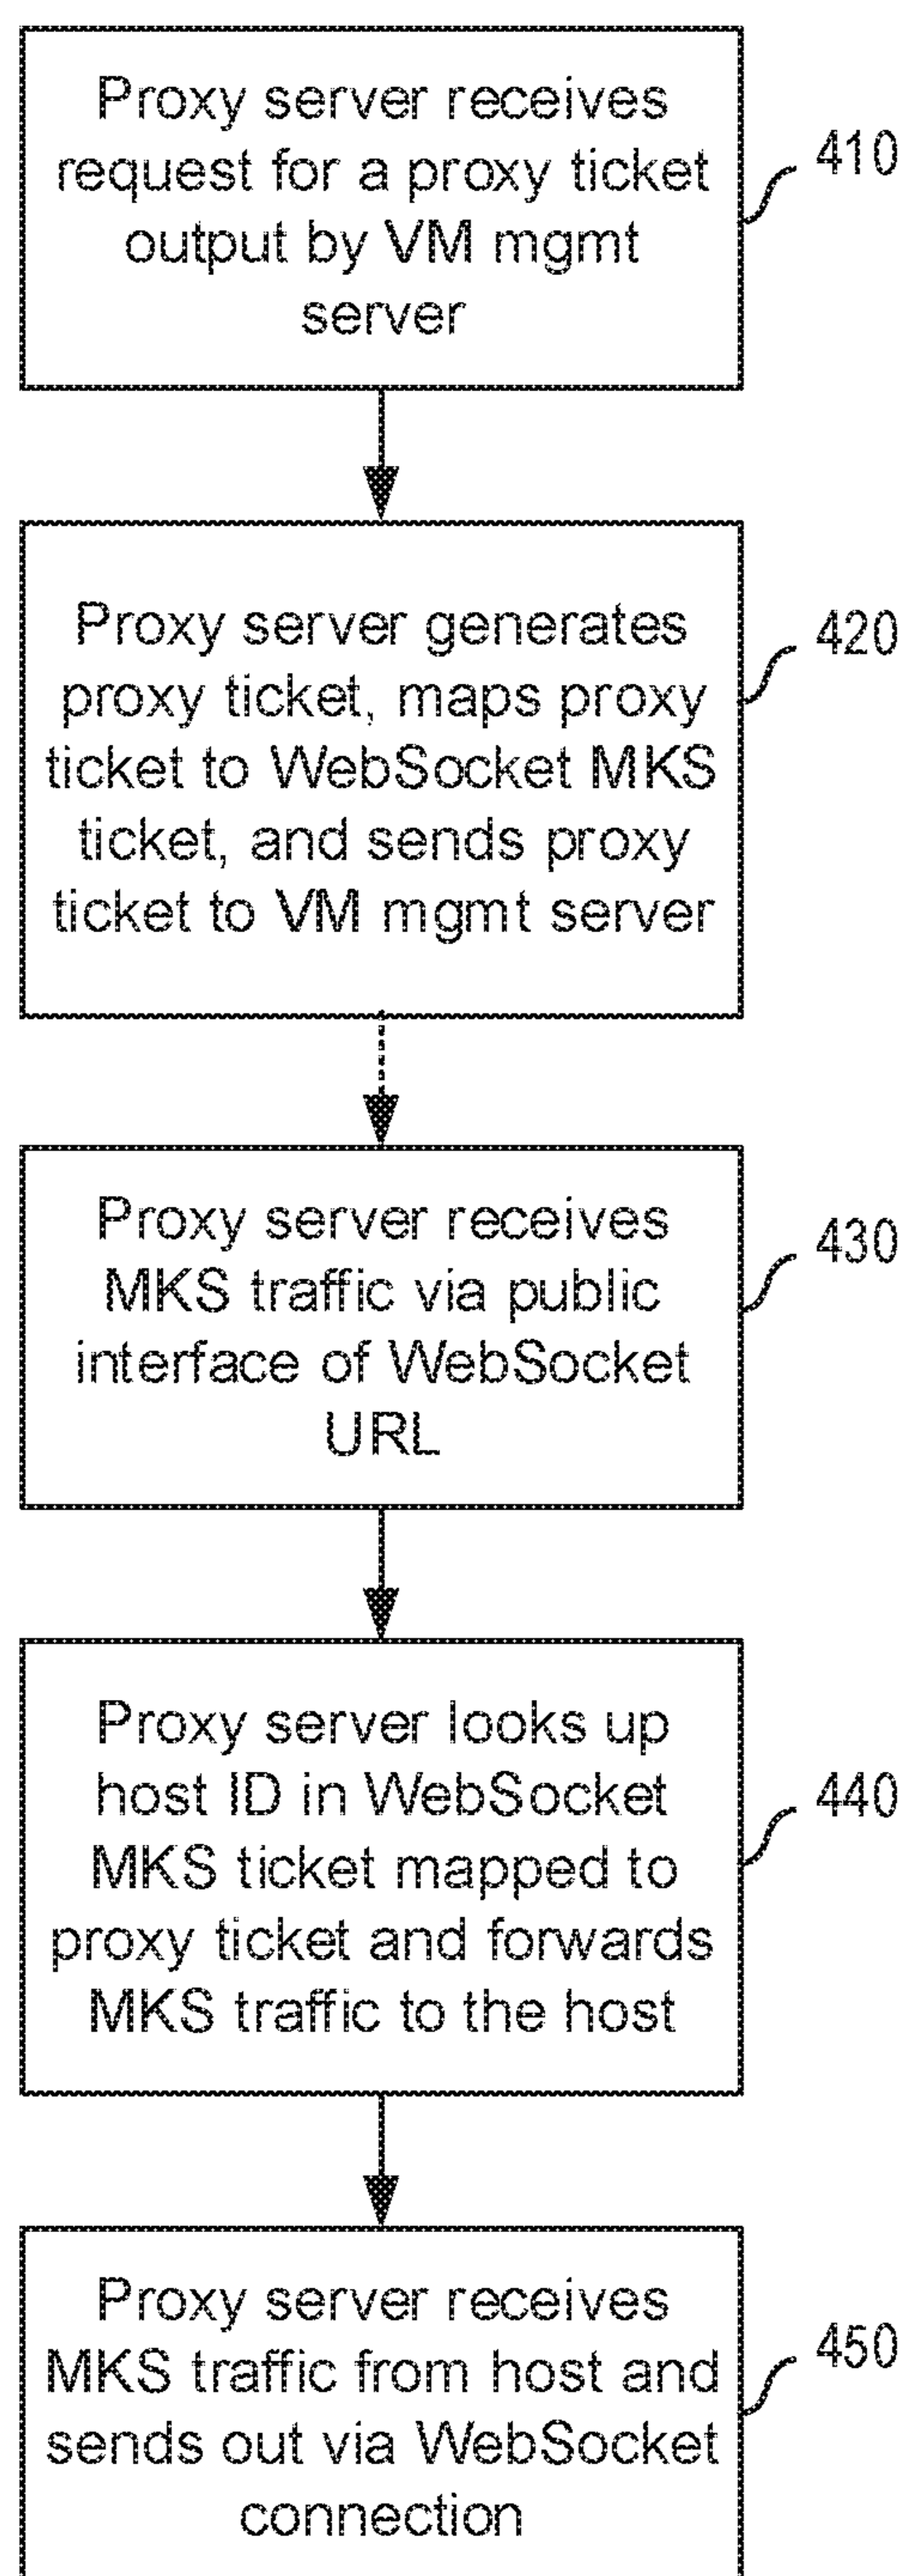 Proxy server receives
request for a proxy ticket
output by VM mgmt
server
410
Proxy server generates
proxy ticket, maps proxy
ticket to WebSocket MKS
ticket, and sends proxy
ticket to VM mgmt server
420
Proxy server receives
MKS traffic via public
interface of WebSocket
URL
430
Proxy server looks up
host ID in WebSocket
MKS ticket mapped to
proxy ticket and forwards
MKS traffic to the host
440
Proxy server receives
MKS traffic from host and
sends out via WebSocket
connection
450